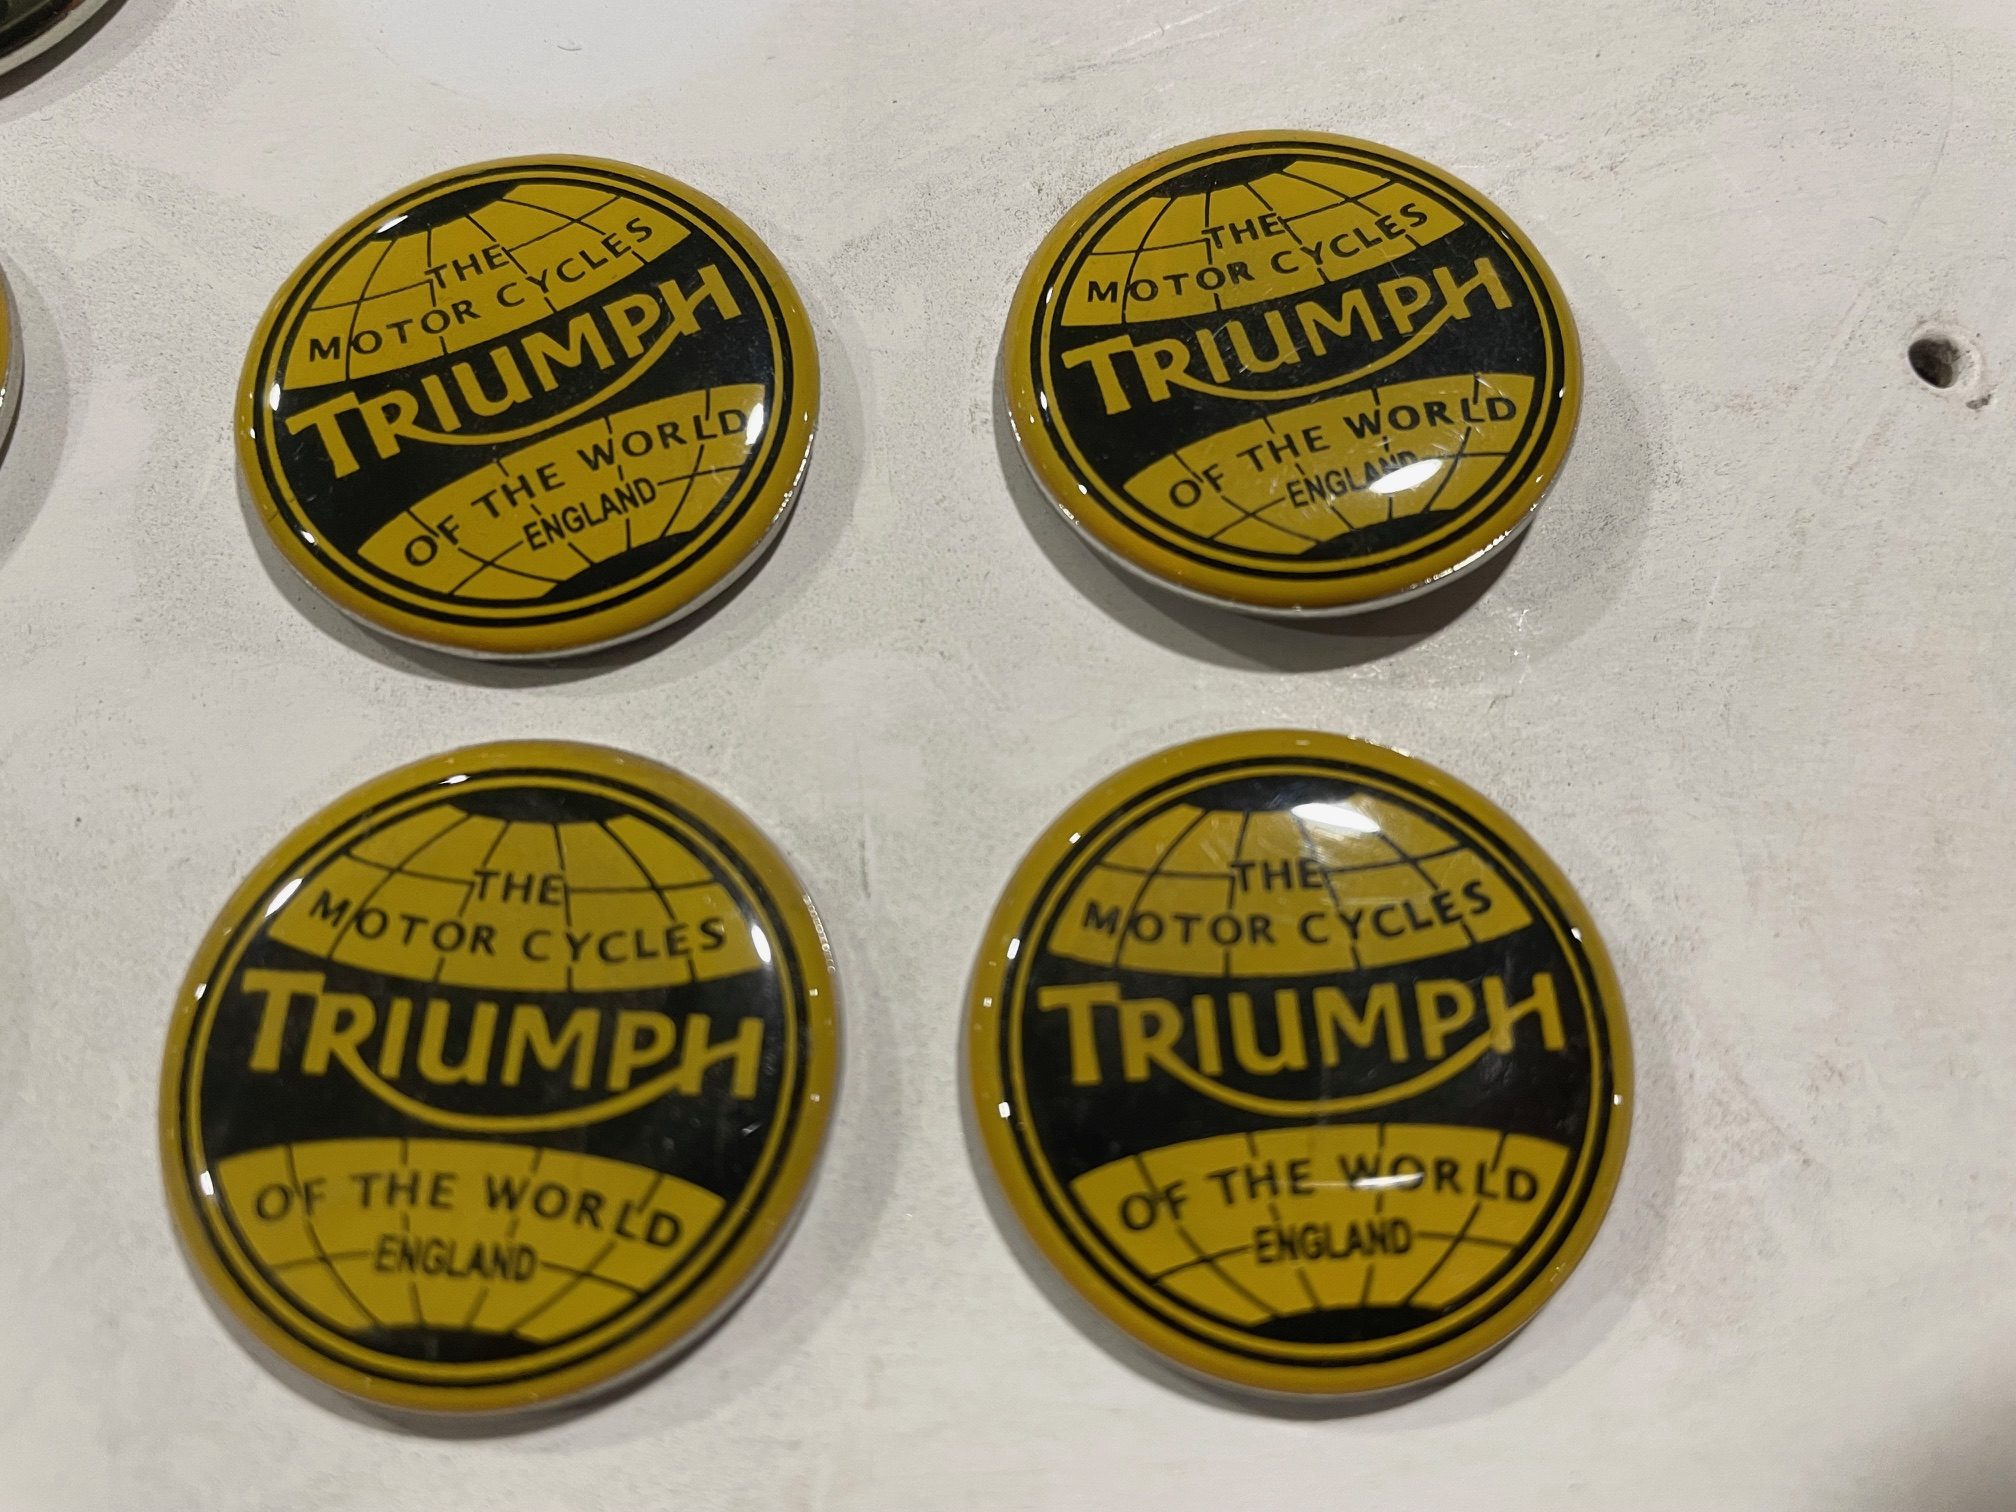 THE
MOTOR CYCLES
TRIUMPH
OF THE WORLD
ENGLAND
THE
MOTOR CYCLES
TRIUMPH
OF THE WORLD
ENGLAND
THE
MOTOR CYCLES
TRIUMPH
OF THE WORLD
ENGLAND
THE
MOTOR CYCLES
TRIUMPH
OF THE WORLD
ENGLAND